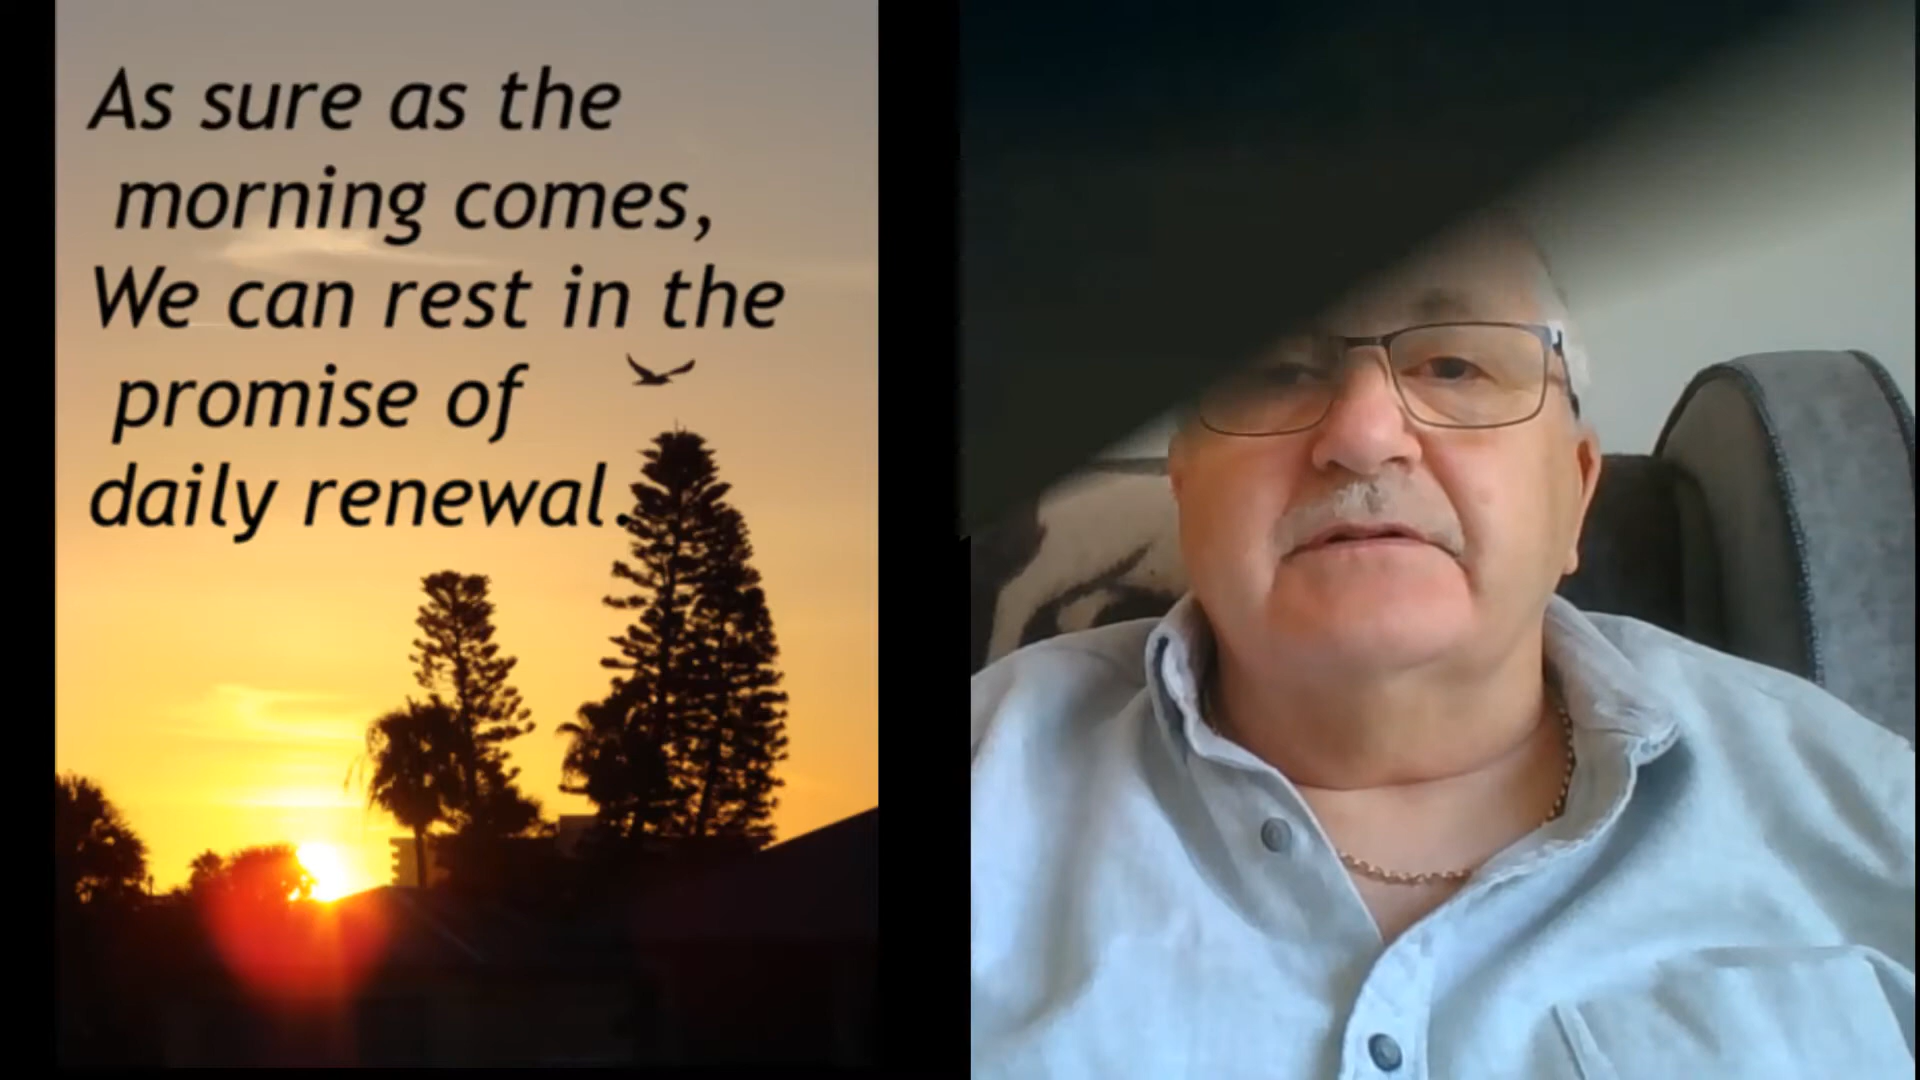 As sure as the
morning comes,
We can rest in the
promise of
daily renewal.